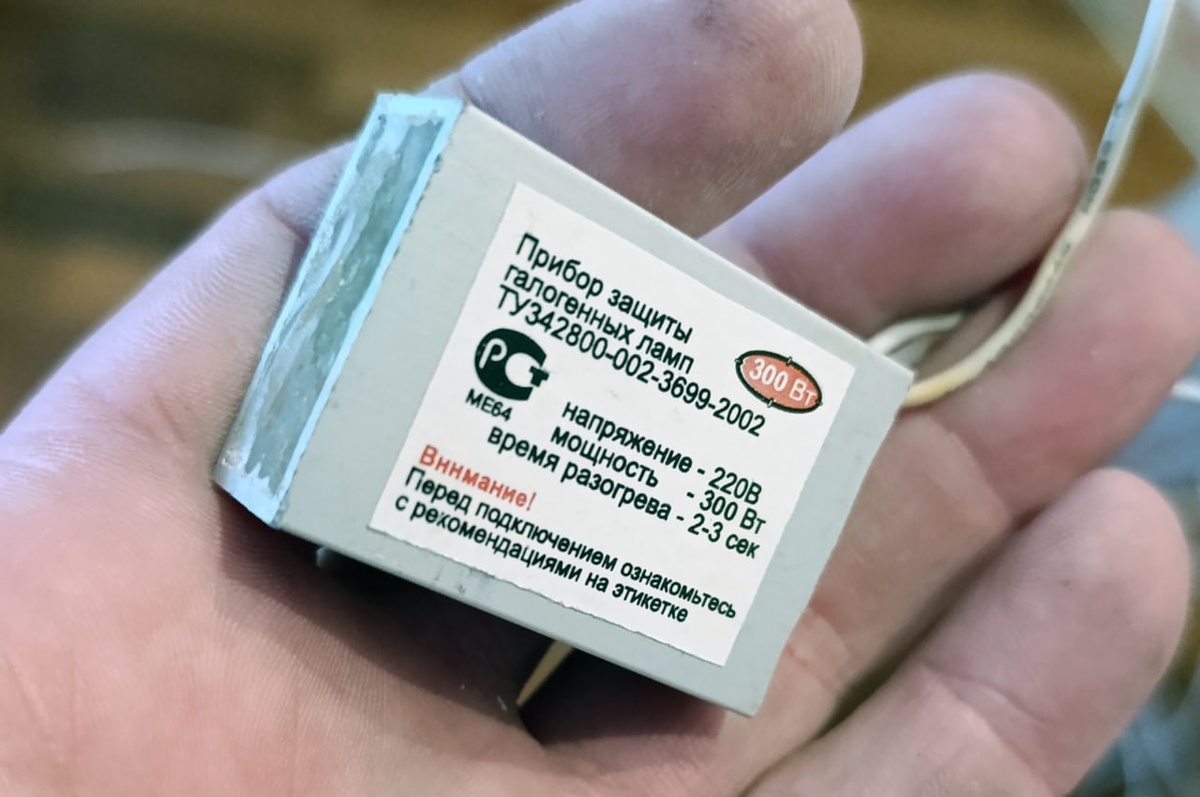 Прибор защиты
галогенных ламп
ТУ342800-002-3699-2002
300 Вт
РСТ
МЕ64
напряжение - 220В
мощность - 300 Вт
время разогрева - 2-3 сек
Вннмание!
Перед подключением ознакомьтесь
с рекомендациями на этикетке